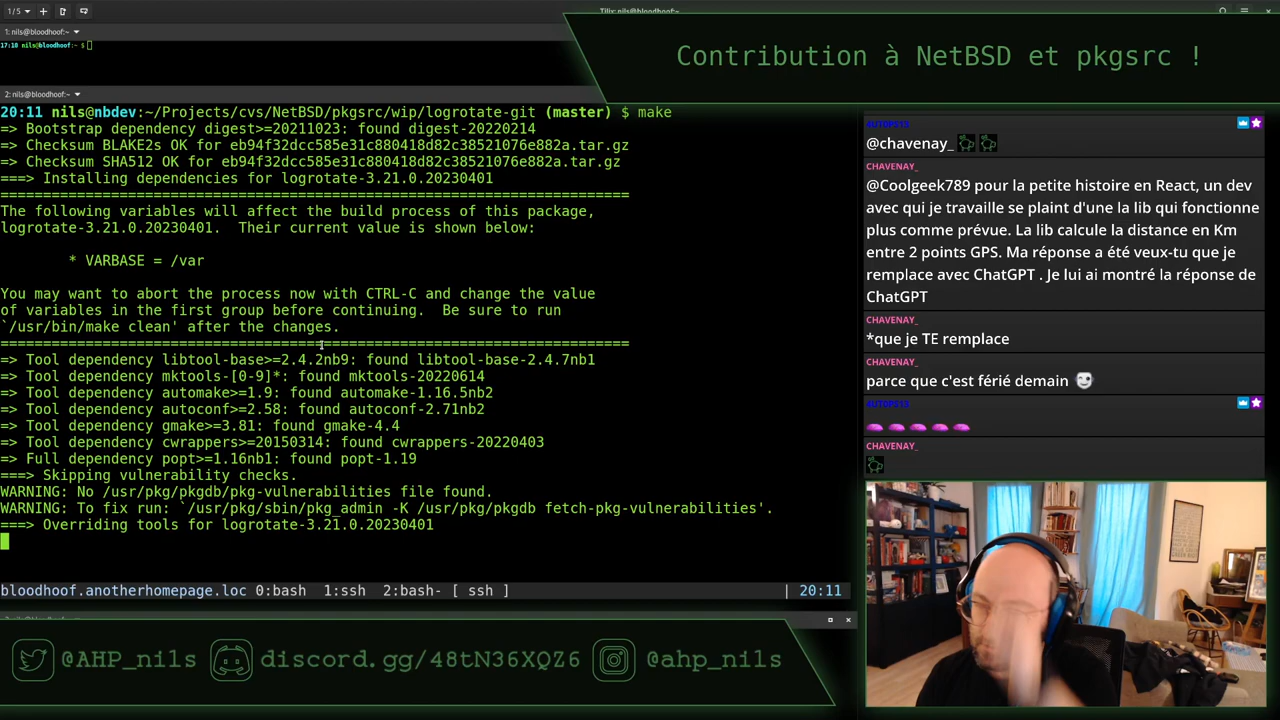 1/5
Tilix: nils@bloodhoof:~
1: nils@bloodhoof:~
17:18 nils@bloodhoof:~ $
2: nils@bloodhoof:~
20:11 nils@nbdev:~/Projects/cvs/NetBSD/pkgsrc/wip/logrotate-git (master) $ make
=> Bootstrap dependency digest>=20211023: found digest-20220214
=> Checksum BLAKE2s OK for eb94f32dcc585e31c880418d82c38521076e882a.tar.gz
=> Checksum SHA512 OK for eb94f32dcc585e31c880418d82c38521076e882a.tar.gz
===> Installing dependencies for logrotate-3.21.0.20230401
==========================================================================
The following variables will affect the build process of this package,
logrotate-3.21.0.20230401.  Their current value is shown below:
* VARBASE = /var
You may want to abort the process now with CTRL-C and change the value
of variables in the first group before continuing.  Be sure to run
`/usr/bin/make clean' after the changes.
==========================================================================
=> Tool dependency libtool-base>=2.4.2nb9: found libtool-base-2.4.7nb1
=> Tool dependency mktools-[0-9]*: found mktools-20220614
=> Tool dependency automake>=1.9: found automake-1.16.5nb2
=> Tool dependency autoconf>=2.58: found autoconf-2.71nb2
=> Tool dependency gmake>=3.81: found gmake-4.4
=> Tool dependency cwrappers>=20150314: found cwrappers-20220403
=> Full dependency popt>=1.16nb1: found popt-1.19
===> Skipping vulnerability checks.
WARNING: No /usr/pkg/pkgdb/pkg-vulnerabilities file found.
WARNING: To fix run: `/usr/pkg/sbin/pkg_admin -K /usr/pkg/pkgdb fetch-pkg-vulnerabilities'.
===> Overriding tools for logrotate-3.21.0.20230401
bloodhoof.anotherhomepage.loc 0:bash  1:ssh  2:bash- [ ssh ] | 20:11
@AHP_nils discord.gg/48tN36XQZ6 @ahp_nils
Contribution à NetBSD et pkgsrc !
4UT0PS13
@chavenay_
CHAVENAY_
@Coolgeek789 pour la petite histoire en React, un dev
avec qui je travaille se plaint d'une la lib qui fonctionne
plus comme prévue. La lib calcule la distance en Km
entre 2 points GPS. Ma réponse a été veux-tu que je
remplace avec ChatGPT . Je lui ai montré la réponse de
ChatGPT
CHAVENAY_
*que je TE remplace
CHAVENAY_
parce que c'est férié demain
4UT0PS13
CHAVENAY_